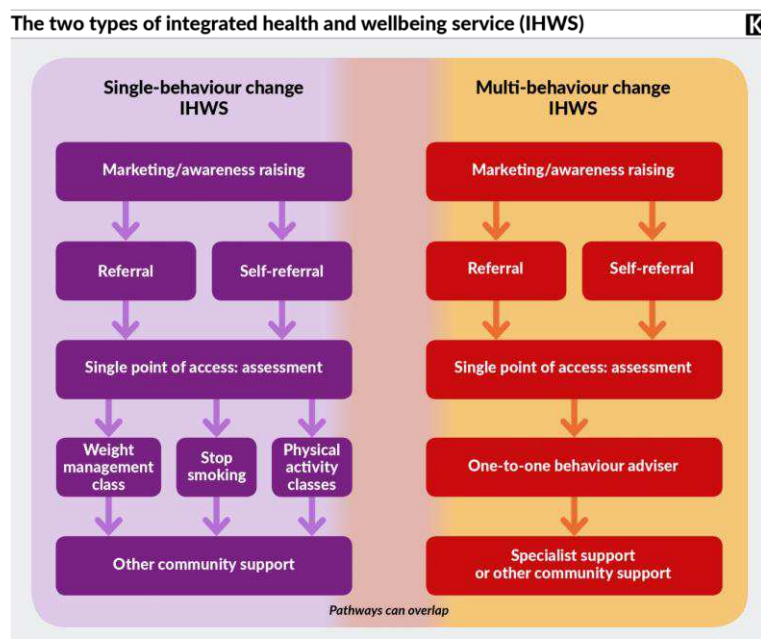 The two types of integrated health and wellbeing service (IHWS)
K
Single-behaviour change
IHWS
Marketing/awareness raising
Referral
Self-referral
Single point of access: assessment
Weight
management
class
Stop
smoking
Physical
activity
classes
Other community support
Multi-behaviour change
IHWS
Marketing/awareness raising
Referral
Self-referral
Single point of access: assessment
One-to-one behaviour adviser
Specialist support
or other community support
Pathways can overlap